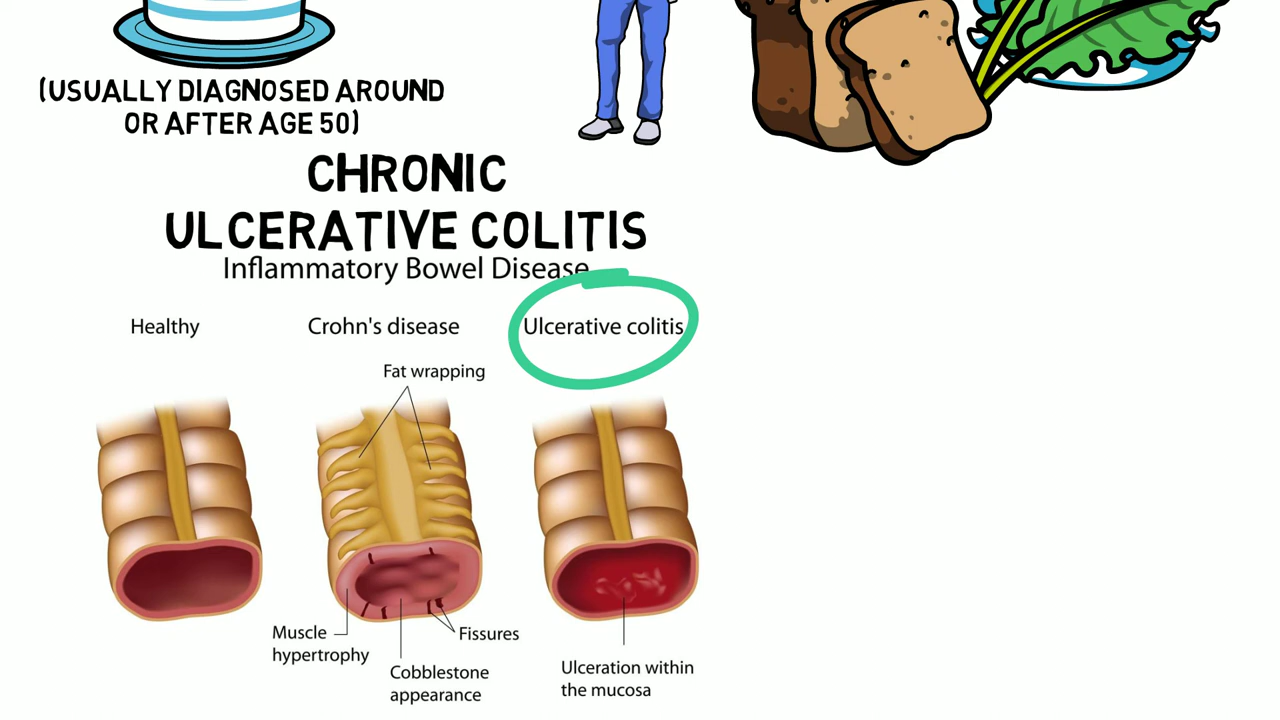 (USUALLY DIAGNOSED AROUND
OR AFTER AGE 50)
CHRONIC
ULCERATIVE COLITIS
Inflammatory Bowel Disease
Healthy
Crohn's disease
Ulcerative colitis
Fat wrapping
Muscle
hypertrophy
Fissures
Cobblestone
appearance
Ulceration within
the mucosa